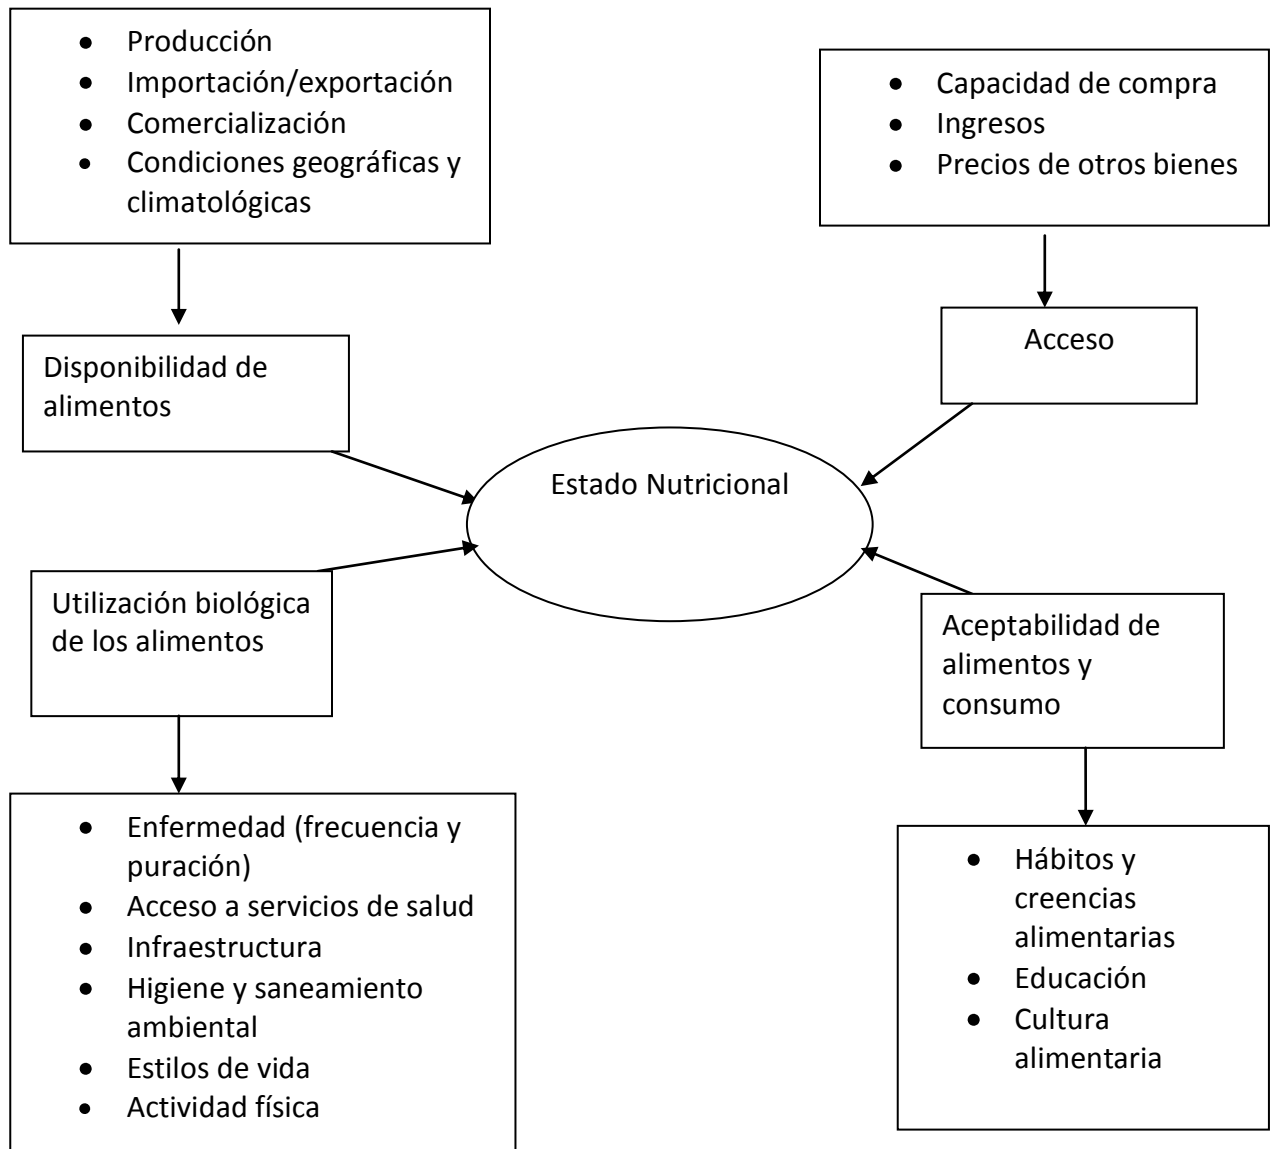 • Producción
• Importación/exportación
• Comercialización
• Condiciones geográficas y
climatológicas
• Capacidad de compra
• Ingresos
• Precios de otros bienes
Disponibilidad de
alimentos
Acceso
Estado Nutricional
Utilización biológica
de los alimentos
Aceptabilidad de
alimentos y
consumo
• Enfermedad (frecuencia y
puración)
• Acceso a servicios de salud
• Infraestructura
• Higiene y saneamiento
ambiental
• Estilos de vida
• Actividad física
• Hábitos y
creencias
alimentarias
• Educación
• Cultura
alimentaria